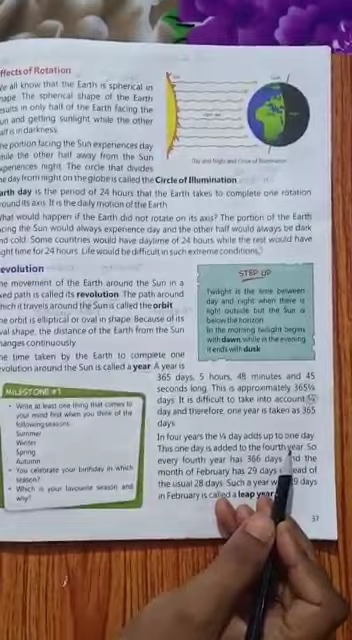 ffects of Rotation
e all know that the Earth is spherical in
hape. The spherical shape of the Earth
esults in only half of the Earth facing the
un and getting sunlight while the other
alf is in darkness.
he portion facing the Sun experiences day
hile the other half away from the Sun
xperiences night. The circle that divides
he day from night on the globe is called the Circle of Illumination
Day and Night and Circle of Illumination
arth day is the period of 24 hours that the Earth takes to complete one rotation
round its axis. It is the daily motion of the Earth.
hat would happen if the Earth did not rotate on its axis? The portion of the Earth
cing the Sun would always experience day and the other half would always be dark
nd cold. Some countries would have daytime of 24 hours while the rest would have
ight time for 24 hours. Life would be difficult in such extreme conditions.
evolution
he movement of the Earth around the Sun in a
xed path is called its revolution. The path around
hich it travels around the Sun is called the orbit
he orbit is elliptical or oval in shape. Because of its
val shape, the distance of the Earth from the Sun
hanges continuously
he time taken by the Earth to complete one
evolution around the Sun is called a year. A year is
STEP UP
Twilight is the time between
day and night when there is
light outside but the Sun is
below the horizon
In the morning twilight begins
with dawn while in the evening
it ends with dusk
365 days, 5 hours, 48 minutes and 45
seconds long. This is approximately 365¼
days. It is difficult to take into account ¼
day and therefore, one year is taken as 365
days
In four years the ¼ day adds up to one day
This one day is added to the fourth year. So
every fourth year has 366 days and the
month of February has 29 days ead of
the usual 28 days. Such a year w 9 days
in February is called a leap year
MILESTONE #1
• Write at least one thing that comes to
your mind first when you think of the
following seasons.
Summer
Winter
Spring
Autumn
• You celebrate your birthday in which
season?
• Which is your favourite season and
why?
37